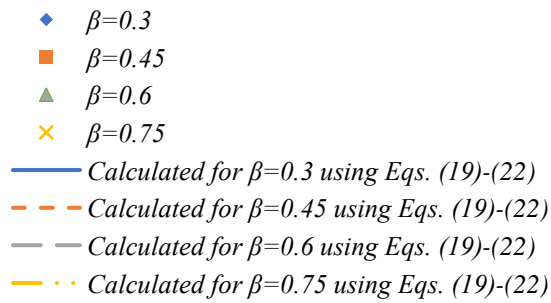 β=0.3
β=0.45
β=0.6
β=0.75
Calculated for β=0.3 using Eqs. (19)-(22)
Calculated for β=0.45 using Eqs. (19)-(22)
Calculated for β=0.6 using Eqs. (19)-(22)
Calculated for β=0.75 using Eqs. (19)-(22)